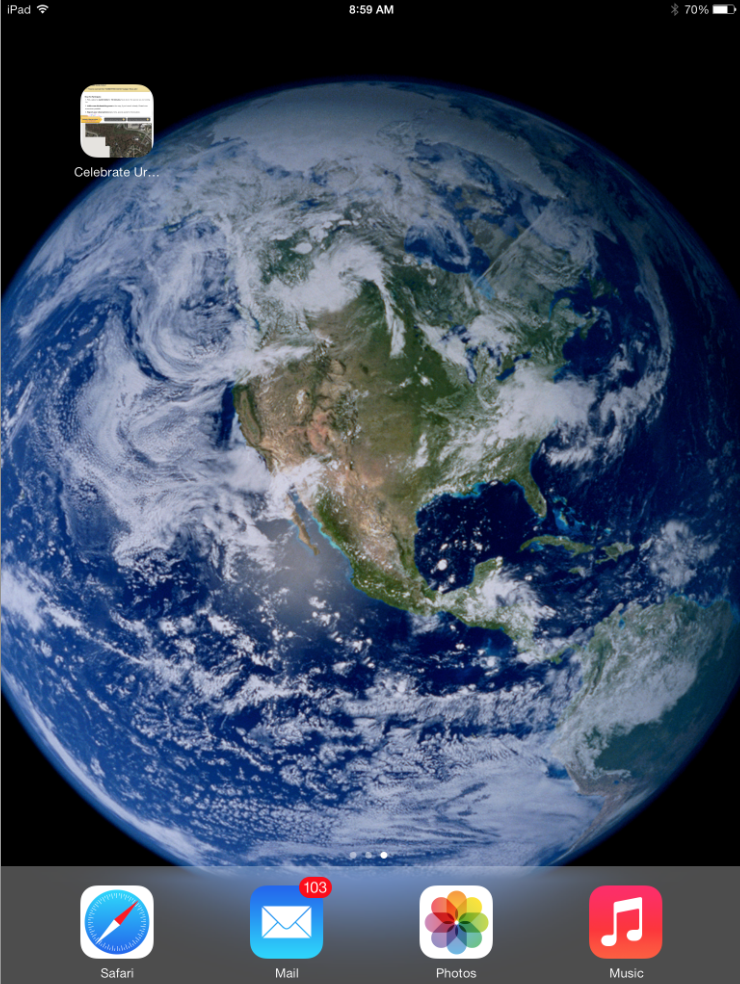 iPad 8:59 AM 70%
Celebrate Ur...
103
Safari Mail Photos Music